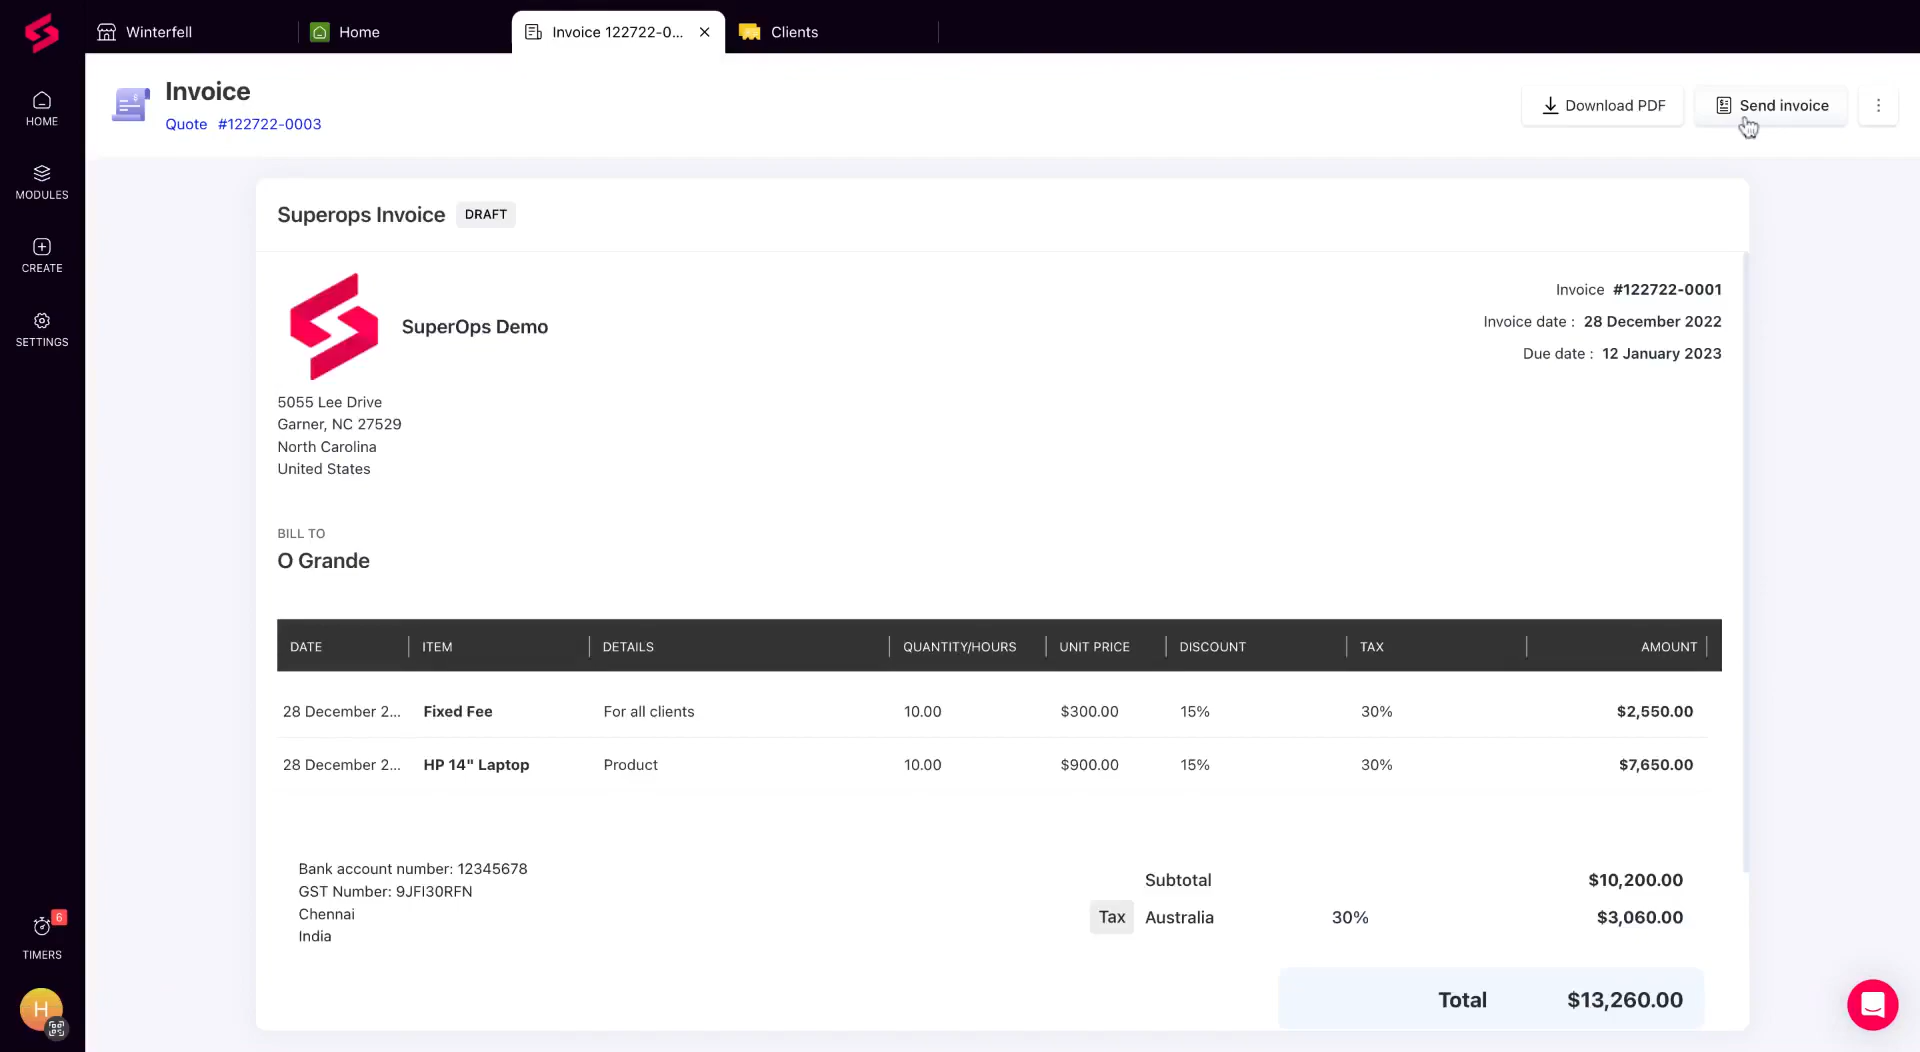 Winterfell
Home
Invoice 122722-0...
Clients
HOME
MODULES
CREATE
SETTINGS
6
TIMERS
H
Invoice
Quote #122722-0003
Download PDF
Send invoice
Superops Invoice DRAFT
SuperOps Demo
5055 Lee Drive
Garner, NC 27529
North Carolina
United States
Invoice #122722-0001
Invoice date : 28 December 2022
Due date : 12 January 2023
BILL TO
O Grande
DATE ITEM DETAILS QUANTITY/HOURS UNIT PRICE DISCOUNT TAX AMOUNT
28 December 2... Fixed Fee For all clients 10.00 $300.00 15% 30% $2,550.00
28 December 2... HP 14" Laptop Product 10.00 $900.00 15% 30% $7,650.00
Bank account number: 12345678
GST Number: 9JFI30RFN
Chennai
India
Subtotal $10,200.00
Tax Australia 30% $3,060.00
Total $13,260.00